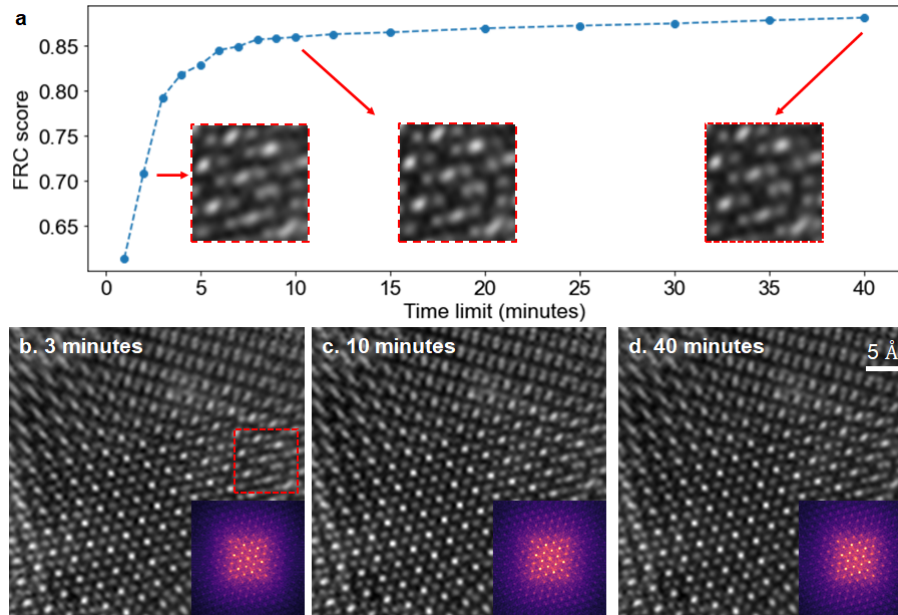 a
FRC score
0.85
0.80
0.75
0.70
0.65
0 5 10 15 20 25 30 35 40
Time limit (minutes)
b. 3 minutes
c. 10 minutes
d. 40 minutes
5 Å